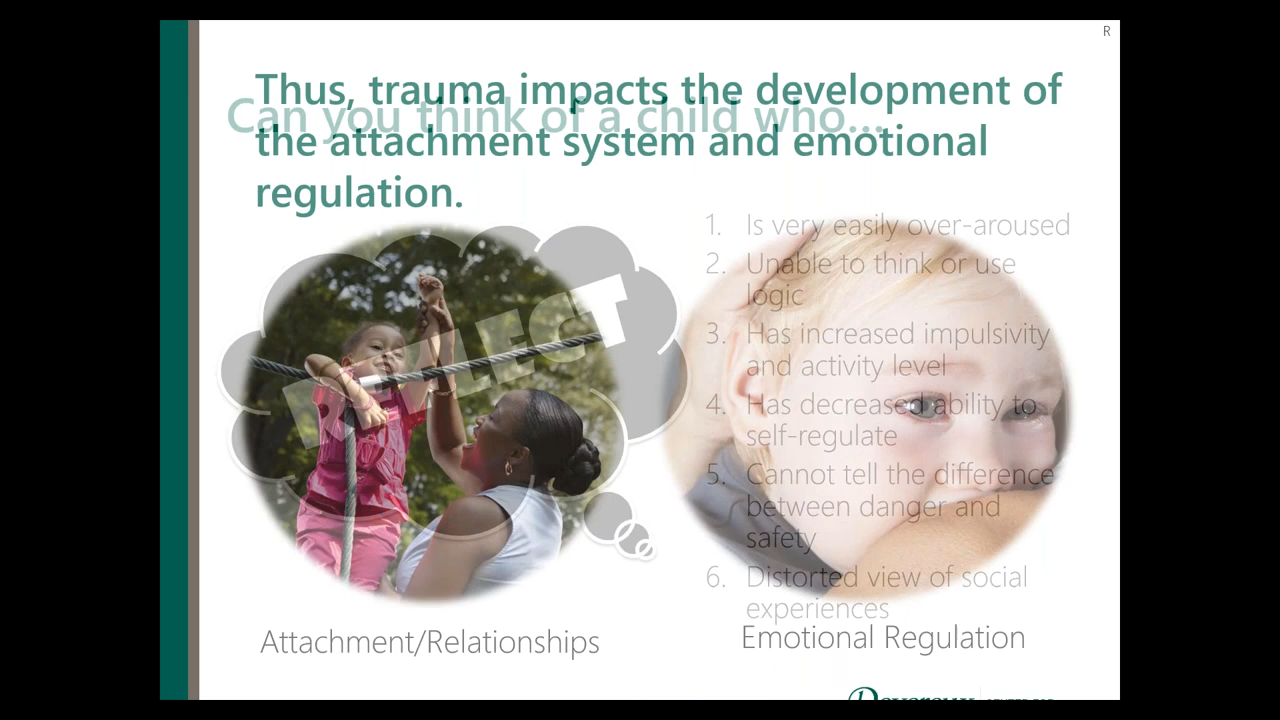 R
Thus, trauma impacts the development of
the attachment system and emotional
regulation.
Can you think of a child who...
REFLECT
1. Is very easily over-aroused
2. Unable to think or use
logic
3. Has increased impulsivity
and activity level
4. Has decreased ability to
self-regulate
5. Cannot tell the difference
between danger and
safety
6. Distorted view of social
experiences
Attachment/Relationships
Emotional Regulation
Devereux